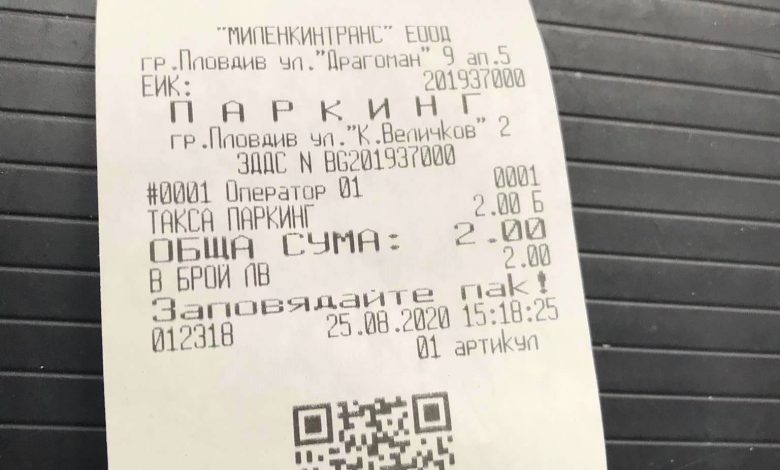 "МИЛЕНКИНТРАНС" ЕООД
гр.Пловдив ул."Драгоман" 9 ап.5
ЕИК: 201937000
ПАРКИНГ
гр.Пловдив ул."К.Величков" 2
ЗДДС N BG201937000
#0001 Оператор 01 0001
ТАКСА ПАРКИНГ 2.00 Б
ОБЩА СУМА: 2.00
В БРОИ ЛВ 2.00
Заповядайте пак!
012318 25.08.2020 15:18:25
01 артикул